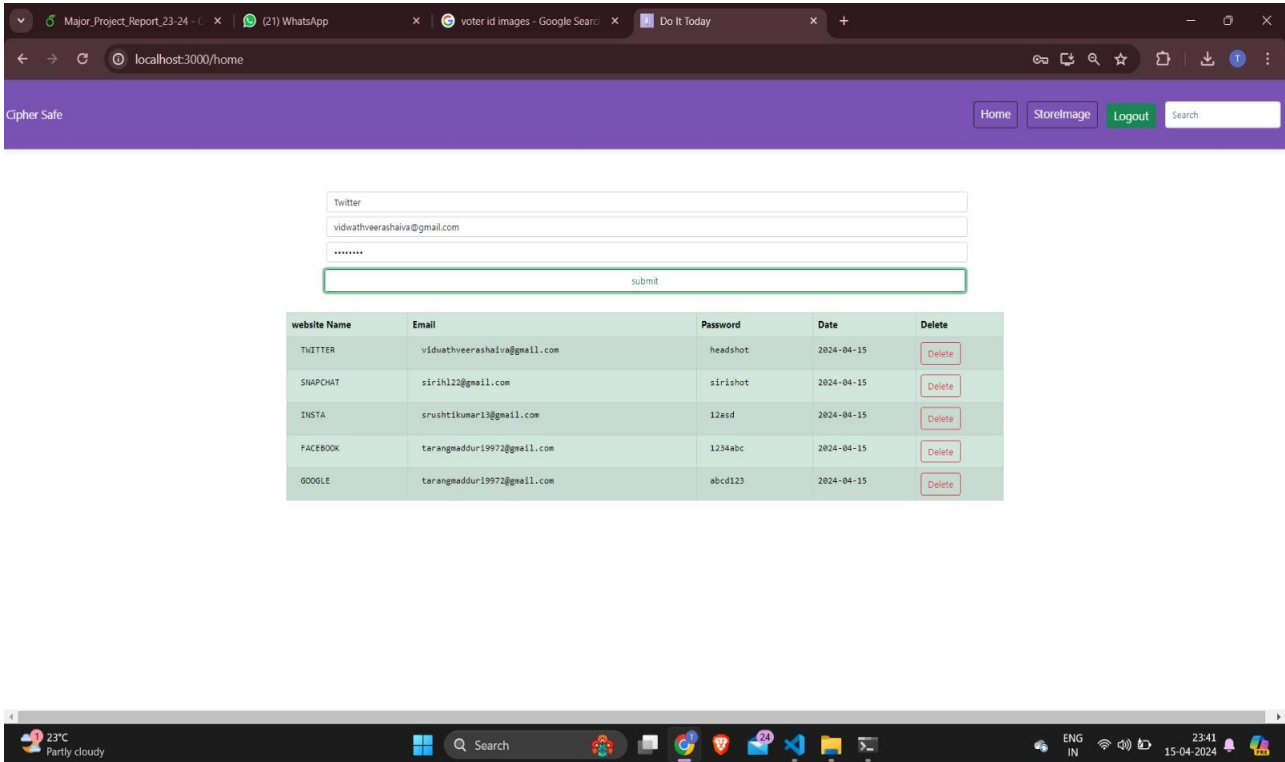 Major_Project_Report_23-24 - C
(21) WhatsApp
voter id images - Google Search
Do It Today
localhost:3000/home
T
Cipher Safe
Home
StoreImage
Logout
Search
Twitter
vidwathveerashaiva@gmail.com
••••••••
submit
website Name Email Password Date Delete
TWITTER vidwathveerashaiva@gmail.com headshot 2024-04-15 Delete
SNAPCHAT sirihl22@gmail.com sirishot 2024-04-15 Delete
INSTA srushtikumar13@gmail.com 12asd 2024-04-15 Delete
FACEBOOK tarangmadduri9972@gmail.com 1234abc 2024-04-15 Delete
GOOGLE tarangmadduri9972@gmail.com abcd123 2024-04-15 Delete
1
23°C
Partly cloudy
Search
24
ENG
IN
23:41
15-04-2024